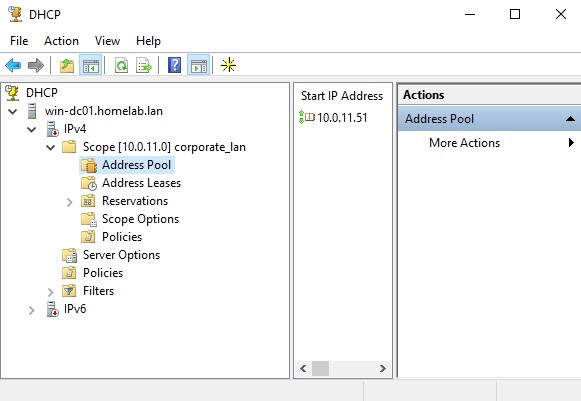 DHCP
File Action View Help
DHCP
win-dc01.homelab.lan
IPv4
Scope [10.0.11.0] corporate_lan
Address Pool
Address Leases
Reservations
Scope Options
Policies
Server Options
Policies
Filters
IPv6
Start IP Address
10.0.11.51
Actions
Address Pool
More Actions